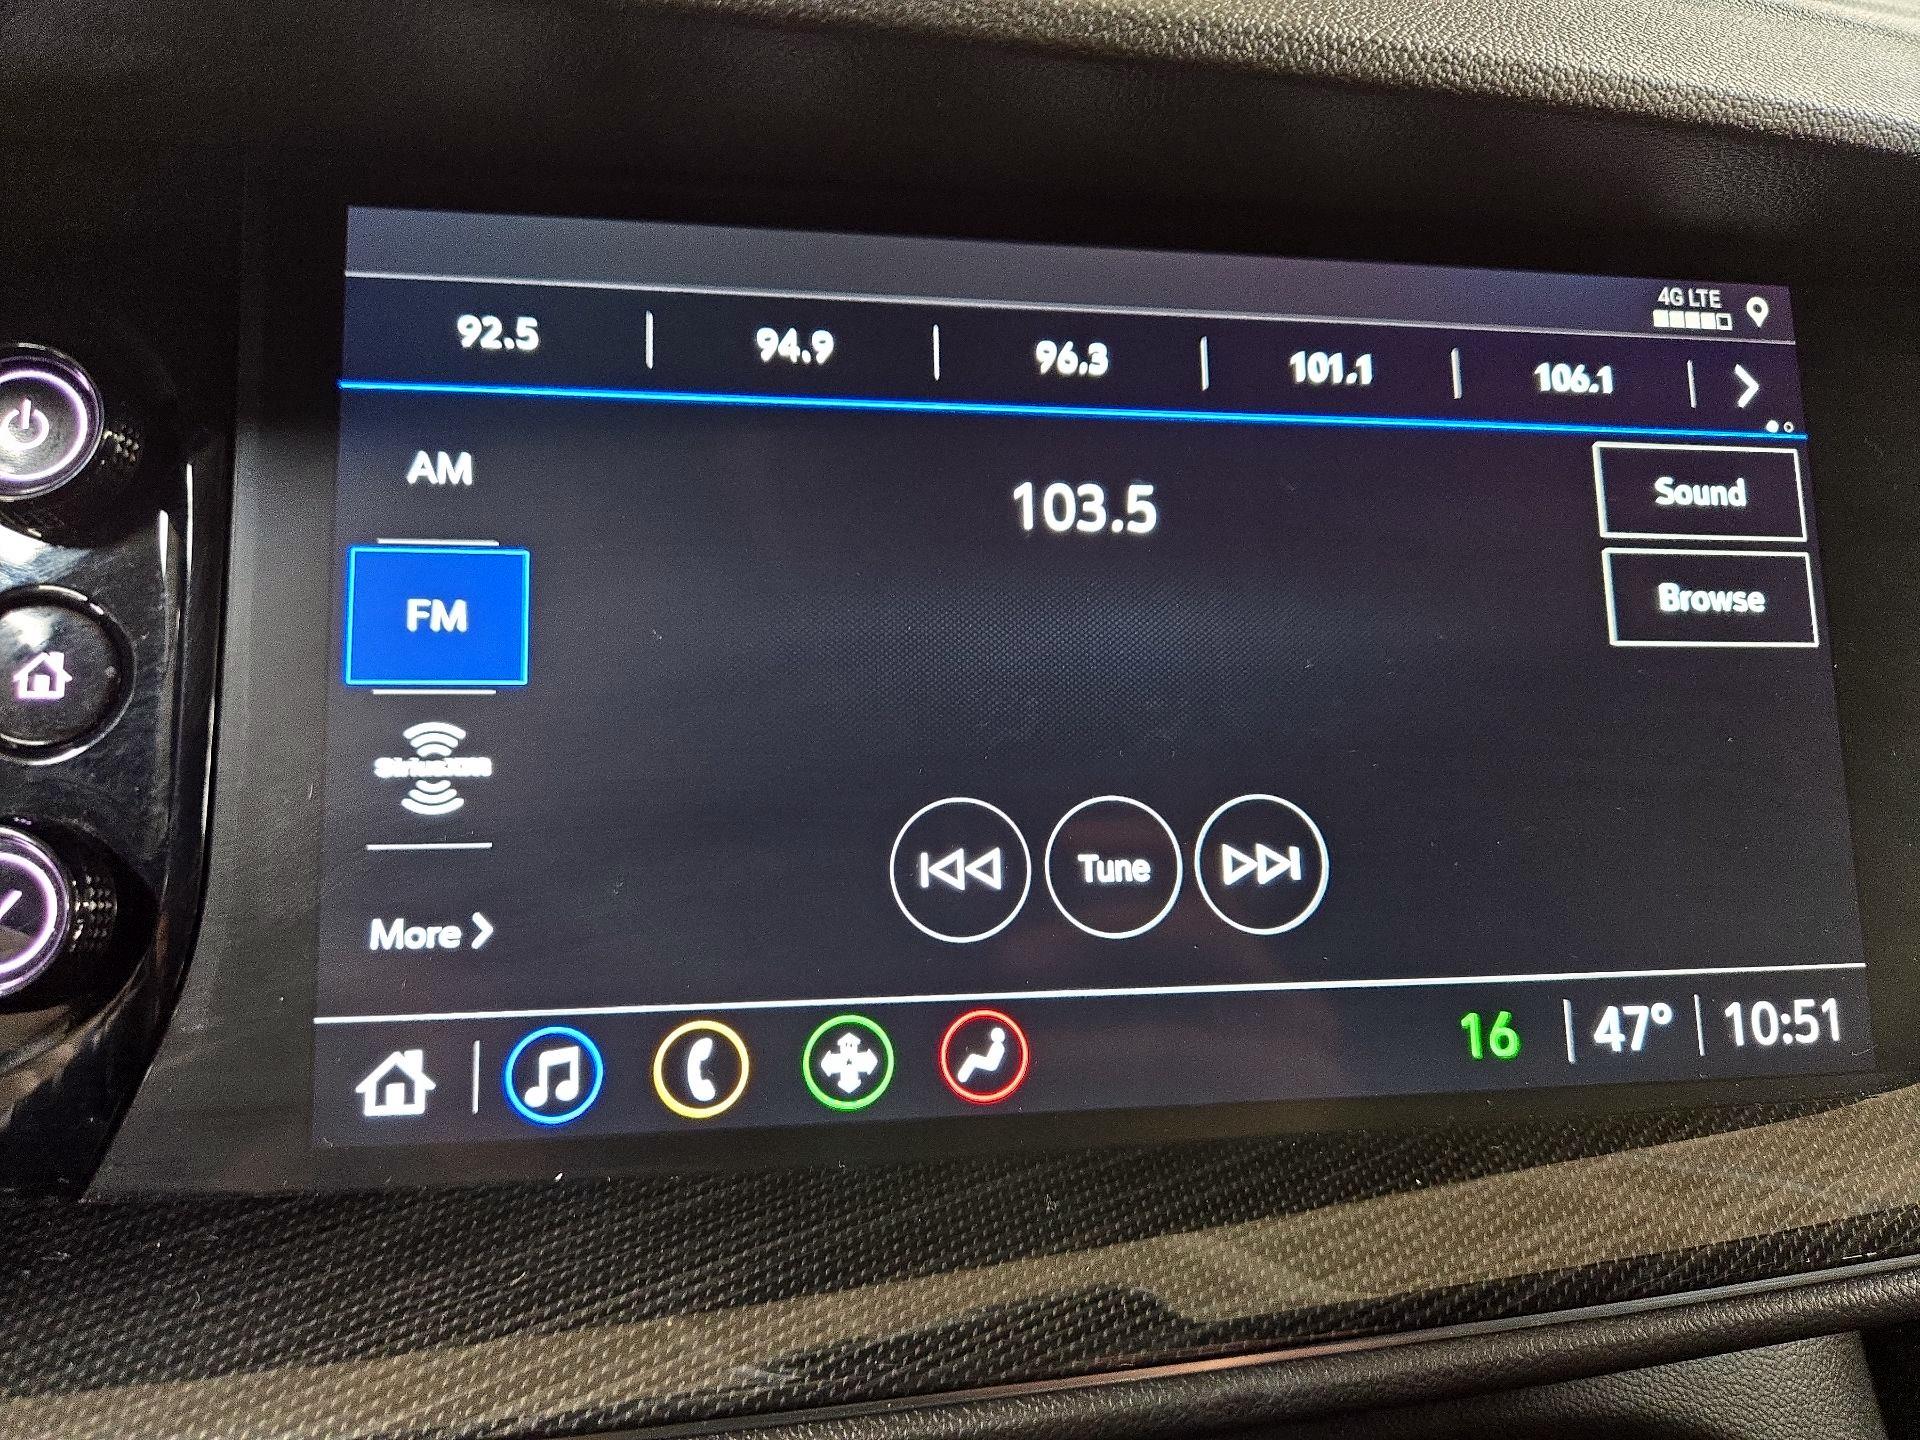 4G LTE
92.5 | 94.9 | 96.3 | 101.1 | 106.1
AM
103.5
Sound
FM
Browse
SiriusXM
Tune
More
16 | 47° | 10:51